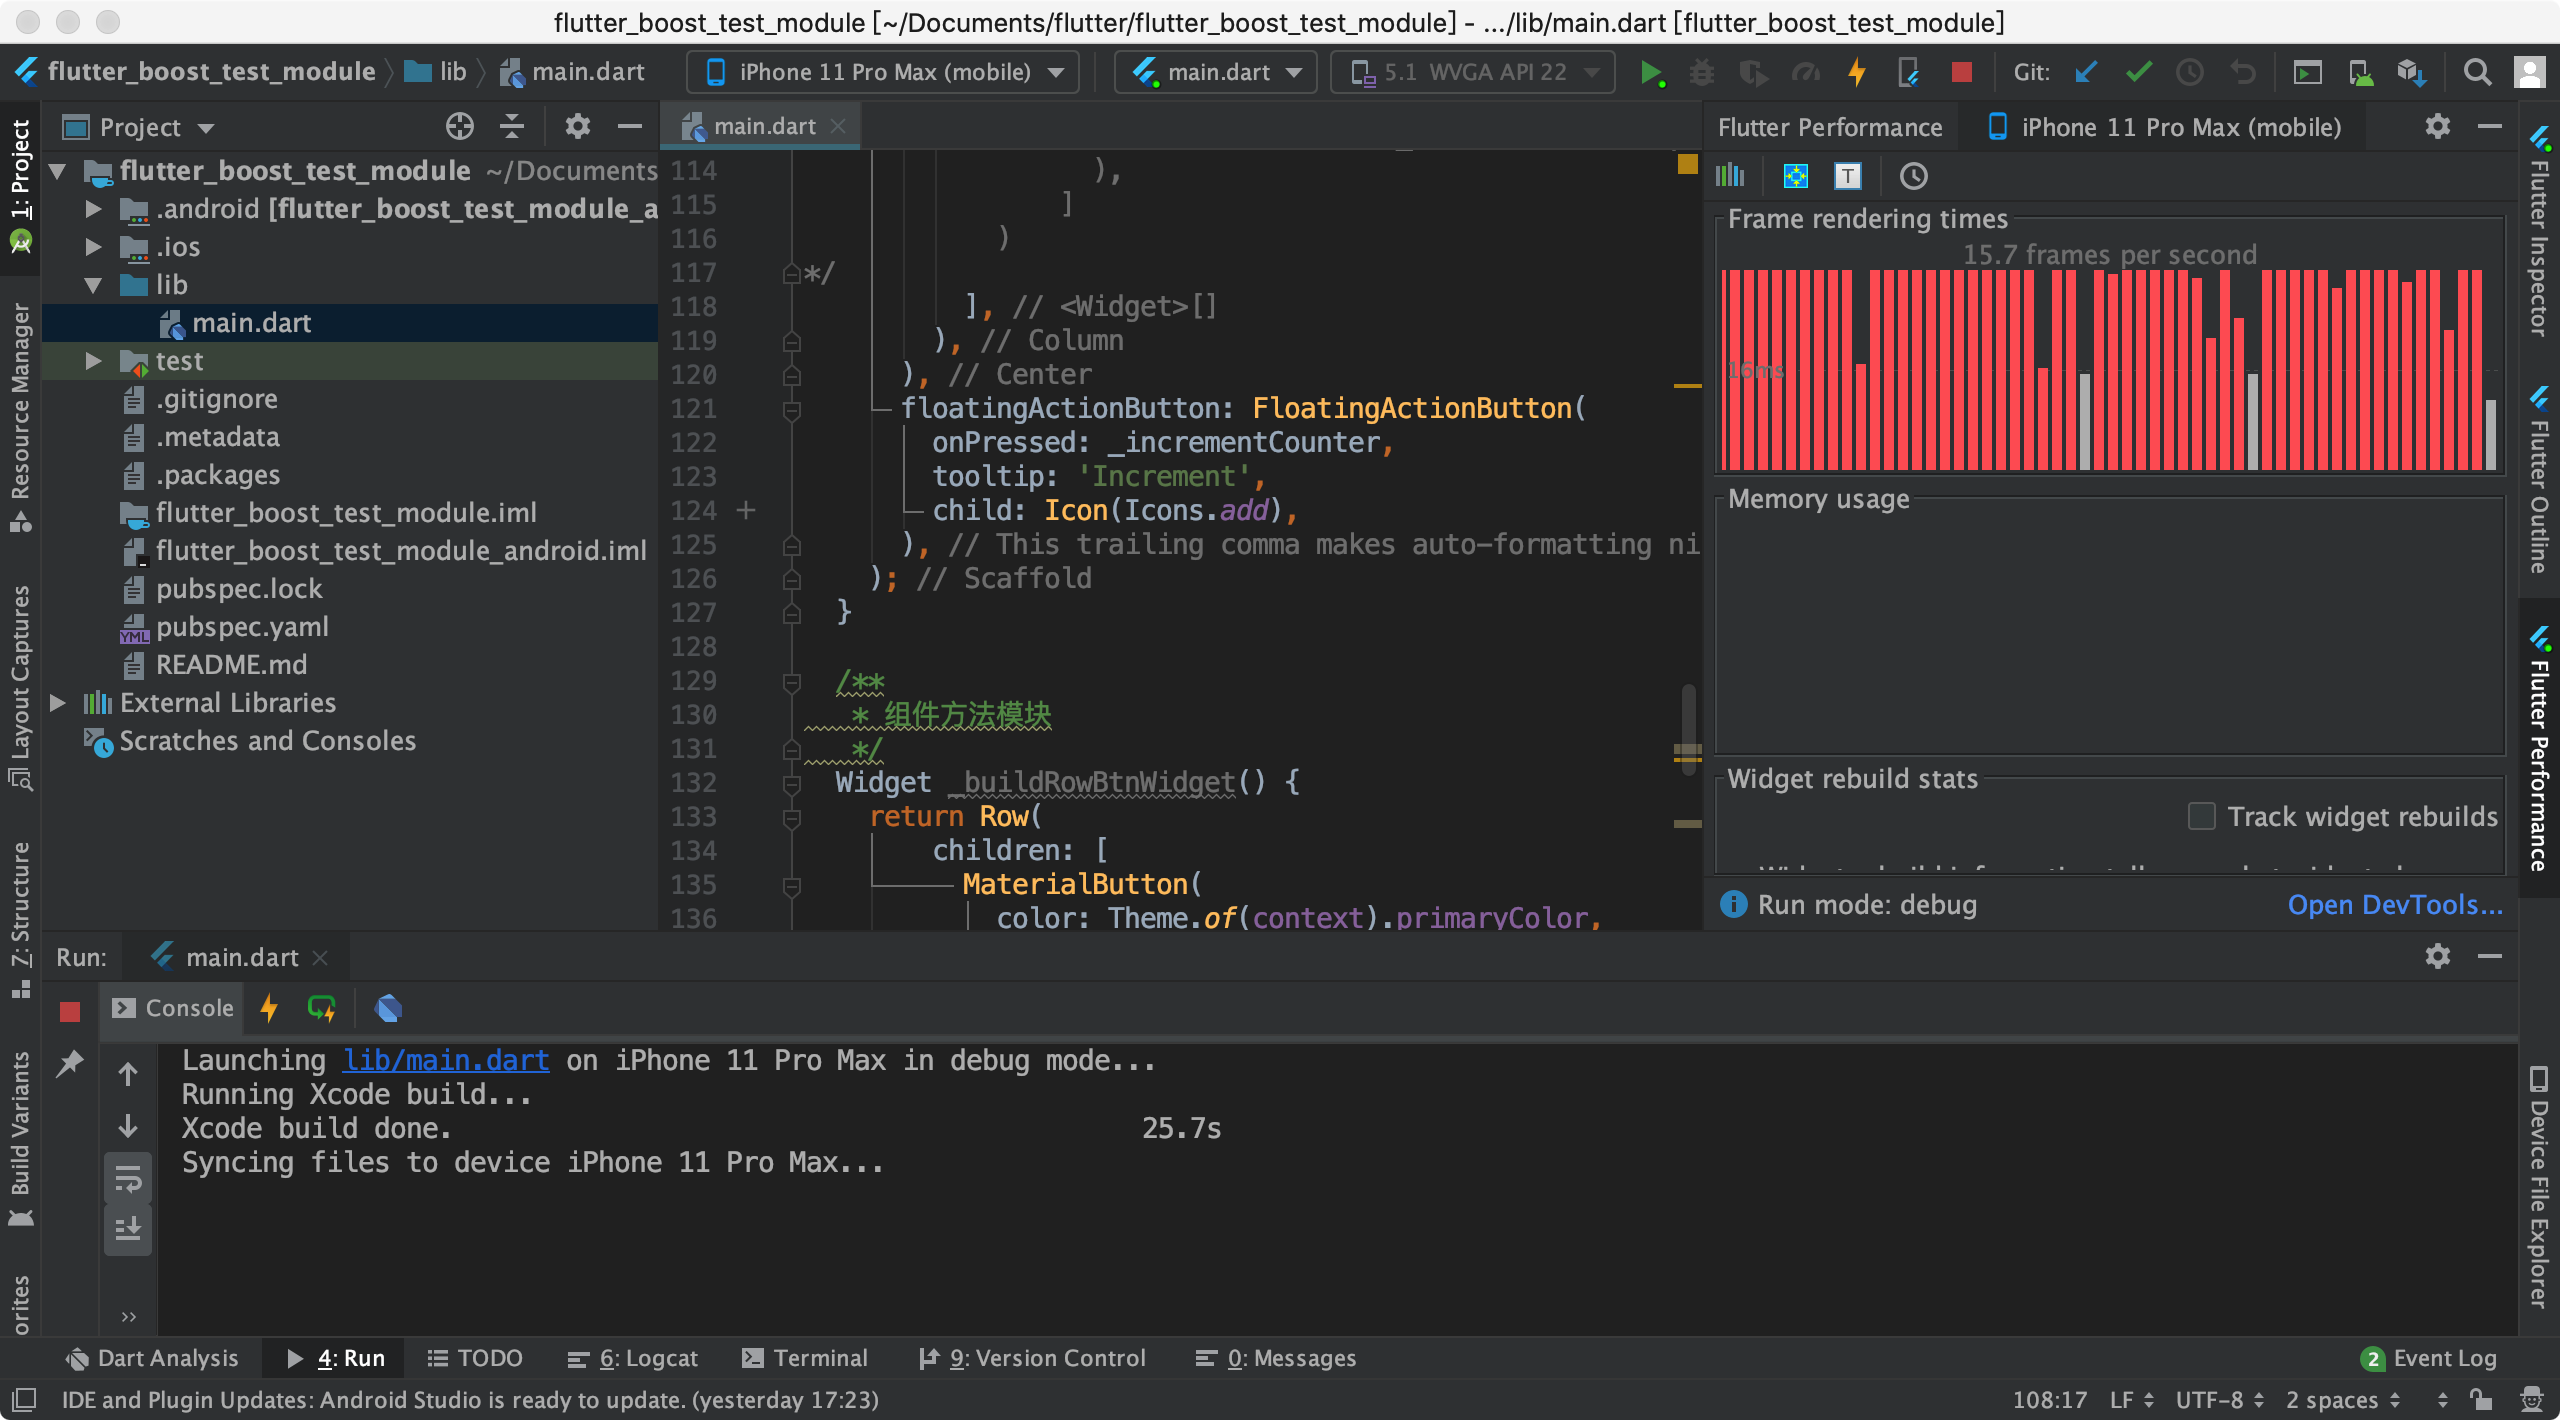 flutter_boost_test_module [~/Documents/flutter/flutter_boost_test_module] - .../lib/main.dart [flutter_boost_test_module]
flutter_boost_test_module lib main.dart iPhone 11 Pro Max (mobile) main.dart 5.1 WVGA API 22 Git:
1: Project
Resource Manager
Layout Captures
Z: Structure
Build Variants
orites
Project
flutter_boost_test_module ~/Documents
.android [flutter_boost_test_module_a
.ios
lib
main.dart
test
.gitignore
.metadata
.packages
flutter_boost_test_module.iml
flutter_boost_test_module_android.iml
pubspec.lock
pubspec.yaml
README.md
External Libraries
Scratches and Consoles
main.dart
114 ),
115 ]
116 )
117 */
118 ], // <Widget>[]
119 ), // Column
120 ), // Center
121 floatingActionButton: FloatingActionButton(
122 onPressed: _incrementCounter,
123 tooltip: 'Increment',
124 child: Icon(Icons.add),
125 ), // This trailing comma makes auto-formatting ni
126 ); // Scaffold
127 }
128
129 /**
130 * 组件方法模块
131 */
132 Widget _buildRowBtnWidget() {
133 return Row(
134 children: [
135 MaterialButton(
136 color: Theme.of(context).primaryColor,
Flutter Performance iPhone 11 Pro Max (mobile)
Frame rendering times
15.7 frames per second
16ms
Memory usage
Widget rebuild stats
Track widget rebuilds
Run mode: debug Open DevTools...
Flutter Inspector
Flutter Outline
Flutter Performance
Device File Explorer
Run: main.dart
Console
Launching lib/main.dart on iPhone 11 Pro Max in debug mode...
Running Xcode build...
Xcode build done. 25.7s
Syncing files to device iPhone 11 Pro Max...
Dart Analysis 4: Run TODO 6: Logcat Terminal 9: Version Control 0: Messages 2 Event Log
IDE and Plugin Updates: Android Studio is ready to update. (yesterday 17:23) 108:17 LF UTF-8 2 spaces